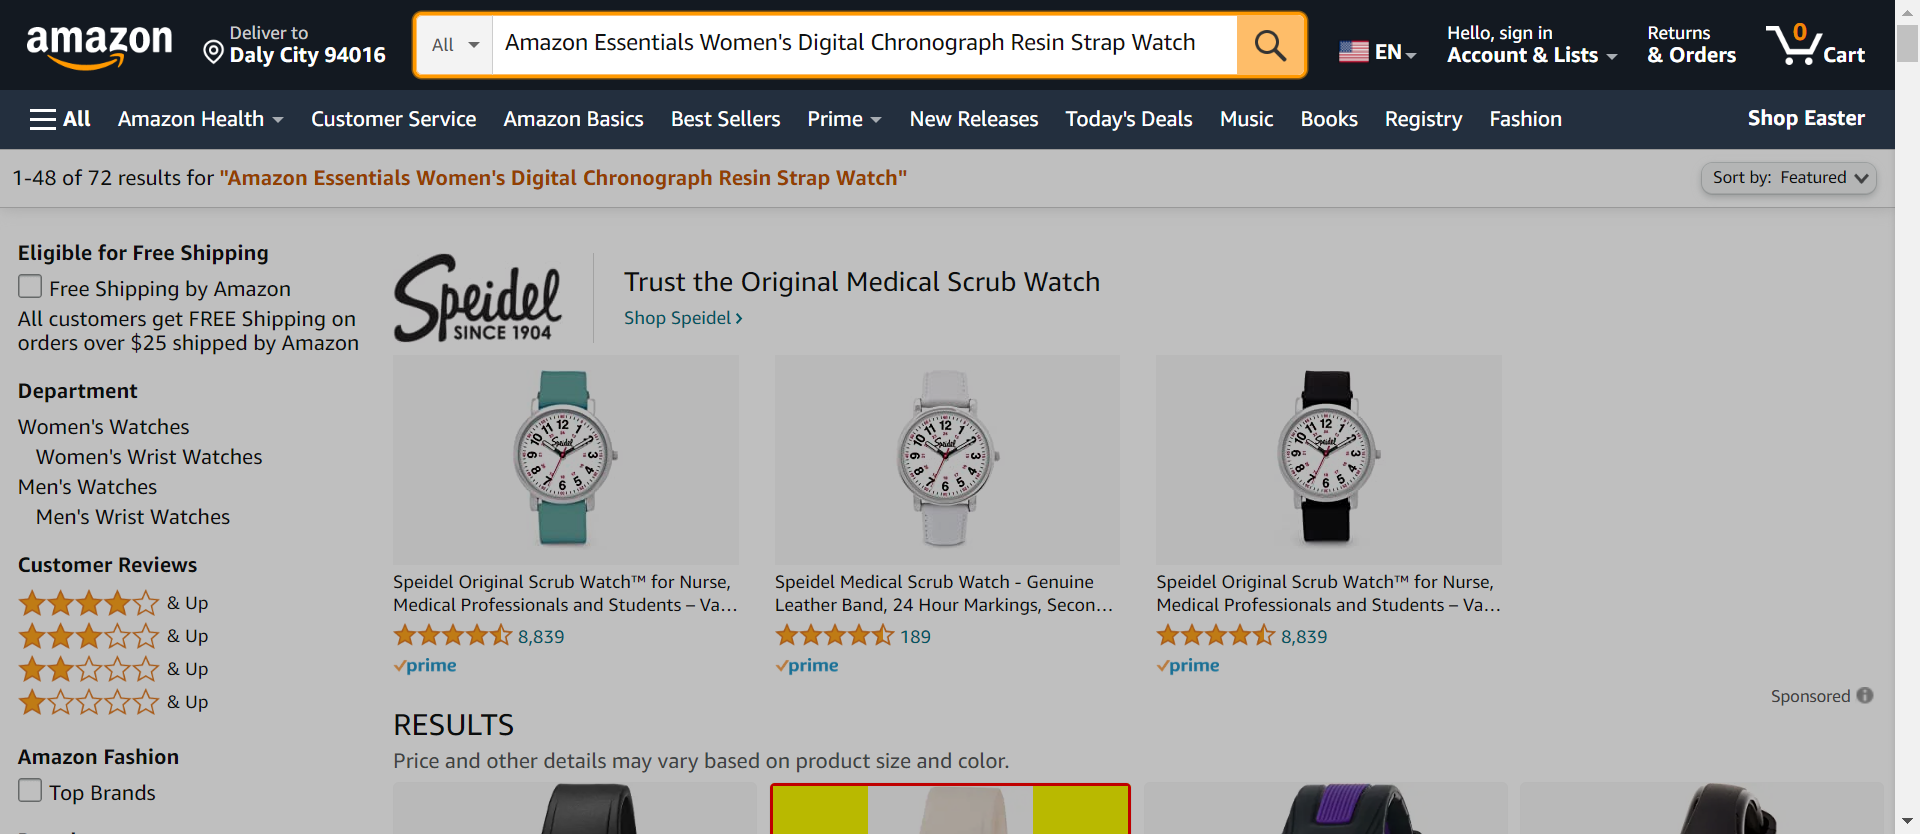 amazon
Deliver to
Daly City 94016
All
Amazon Essentials Women's Digital Chronograph Resin Strap Watch
EN
Hello, sign in
Account & Lists
Returns
& Orders
0
Cart
All
Amazon Health
Customer Service
Amazon Basics
Best Sellers
Prime
New Releases
Today's Deals
Music
Books
Registry
Fashion
Shop Easter
1-48 of 72 results for "Amazon Essentials Women's Digital Chronograph Resin Strap Watch"
Sort by: Featured
Eligible for Free Shipping
Free Shipping by Amazon
All customers get FREE Shipping on
orders over $25 shipped by Amazon
Department
Women's Watches
Women's Wrist Watches
Men's Watches
Men's Wrist Watches
Customer Reviews
& Up
& Up
& Up
& Up
Amazon Fashion
Top Brands
Speidel
SINCE 1904
Trust the Original Medical Scrub Watch
Shop Speidel ›
Speidel Original Scrub Watch™ for Nurse,
Medical Professionals and Students – Va...
8,839
prime
Speidel Medical Scrub Watch - Genuine
Leather Band, 24 Hour Markings, Secon...
189
prime
Speidel Original Scrub Watch™ for Nurse,
Medical Professionals and Students – Va...
8,839
prime
Sponsored
RESULTS
Price and other details may vary based on product size and color.